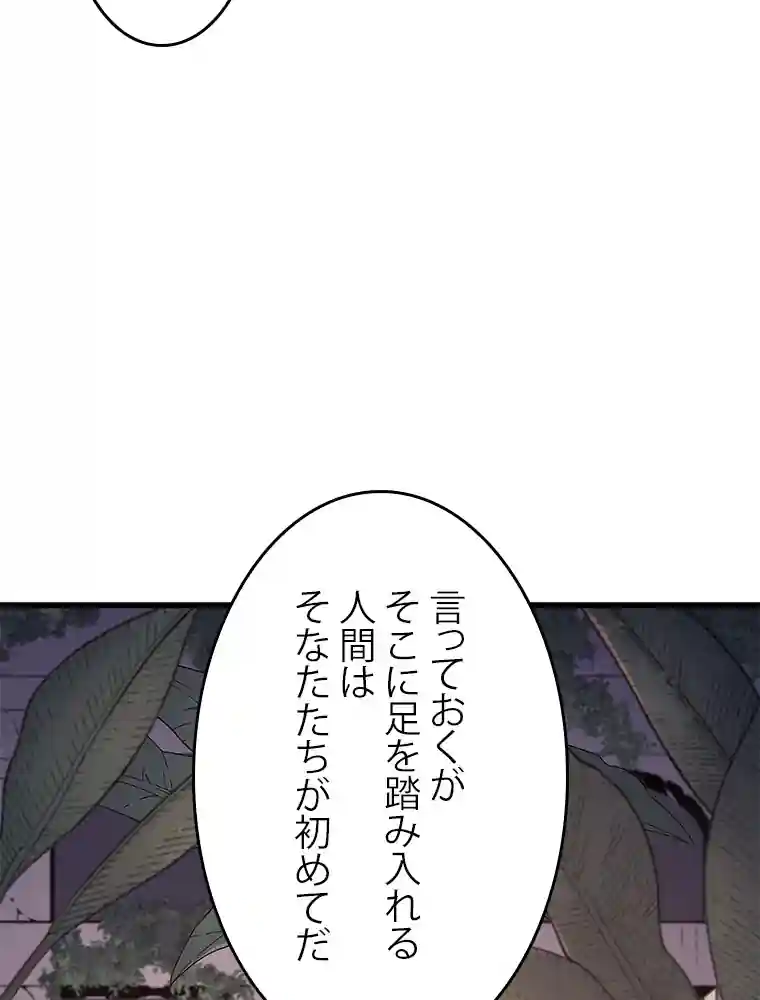 言っておくが
そこに足を踏み入れる
人間は
そなたたちが初めてだ